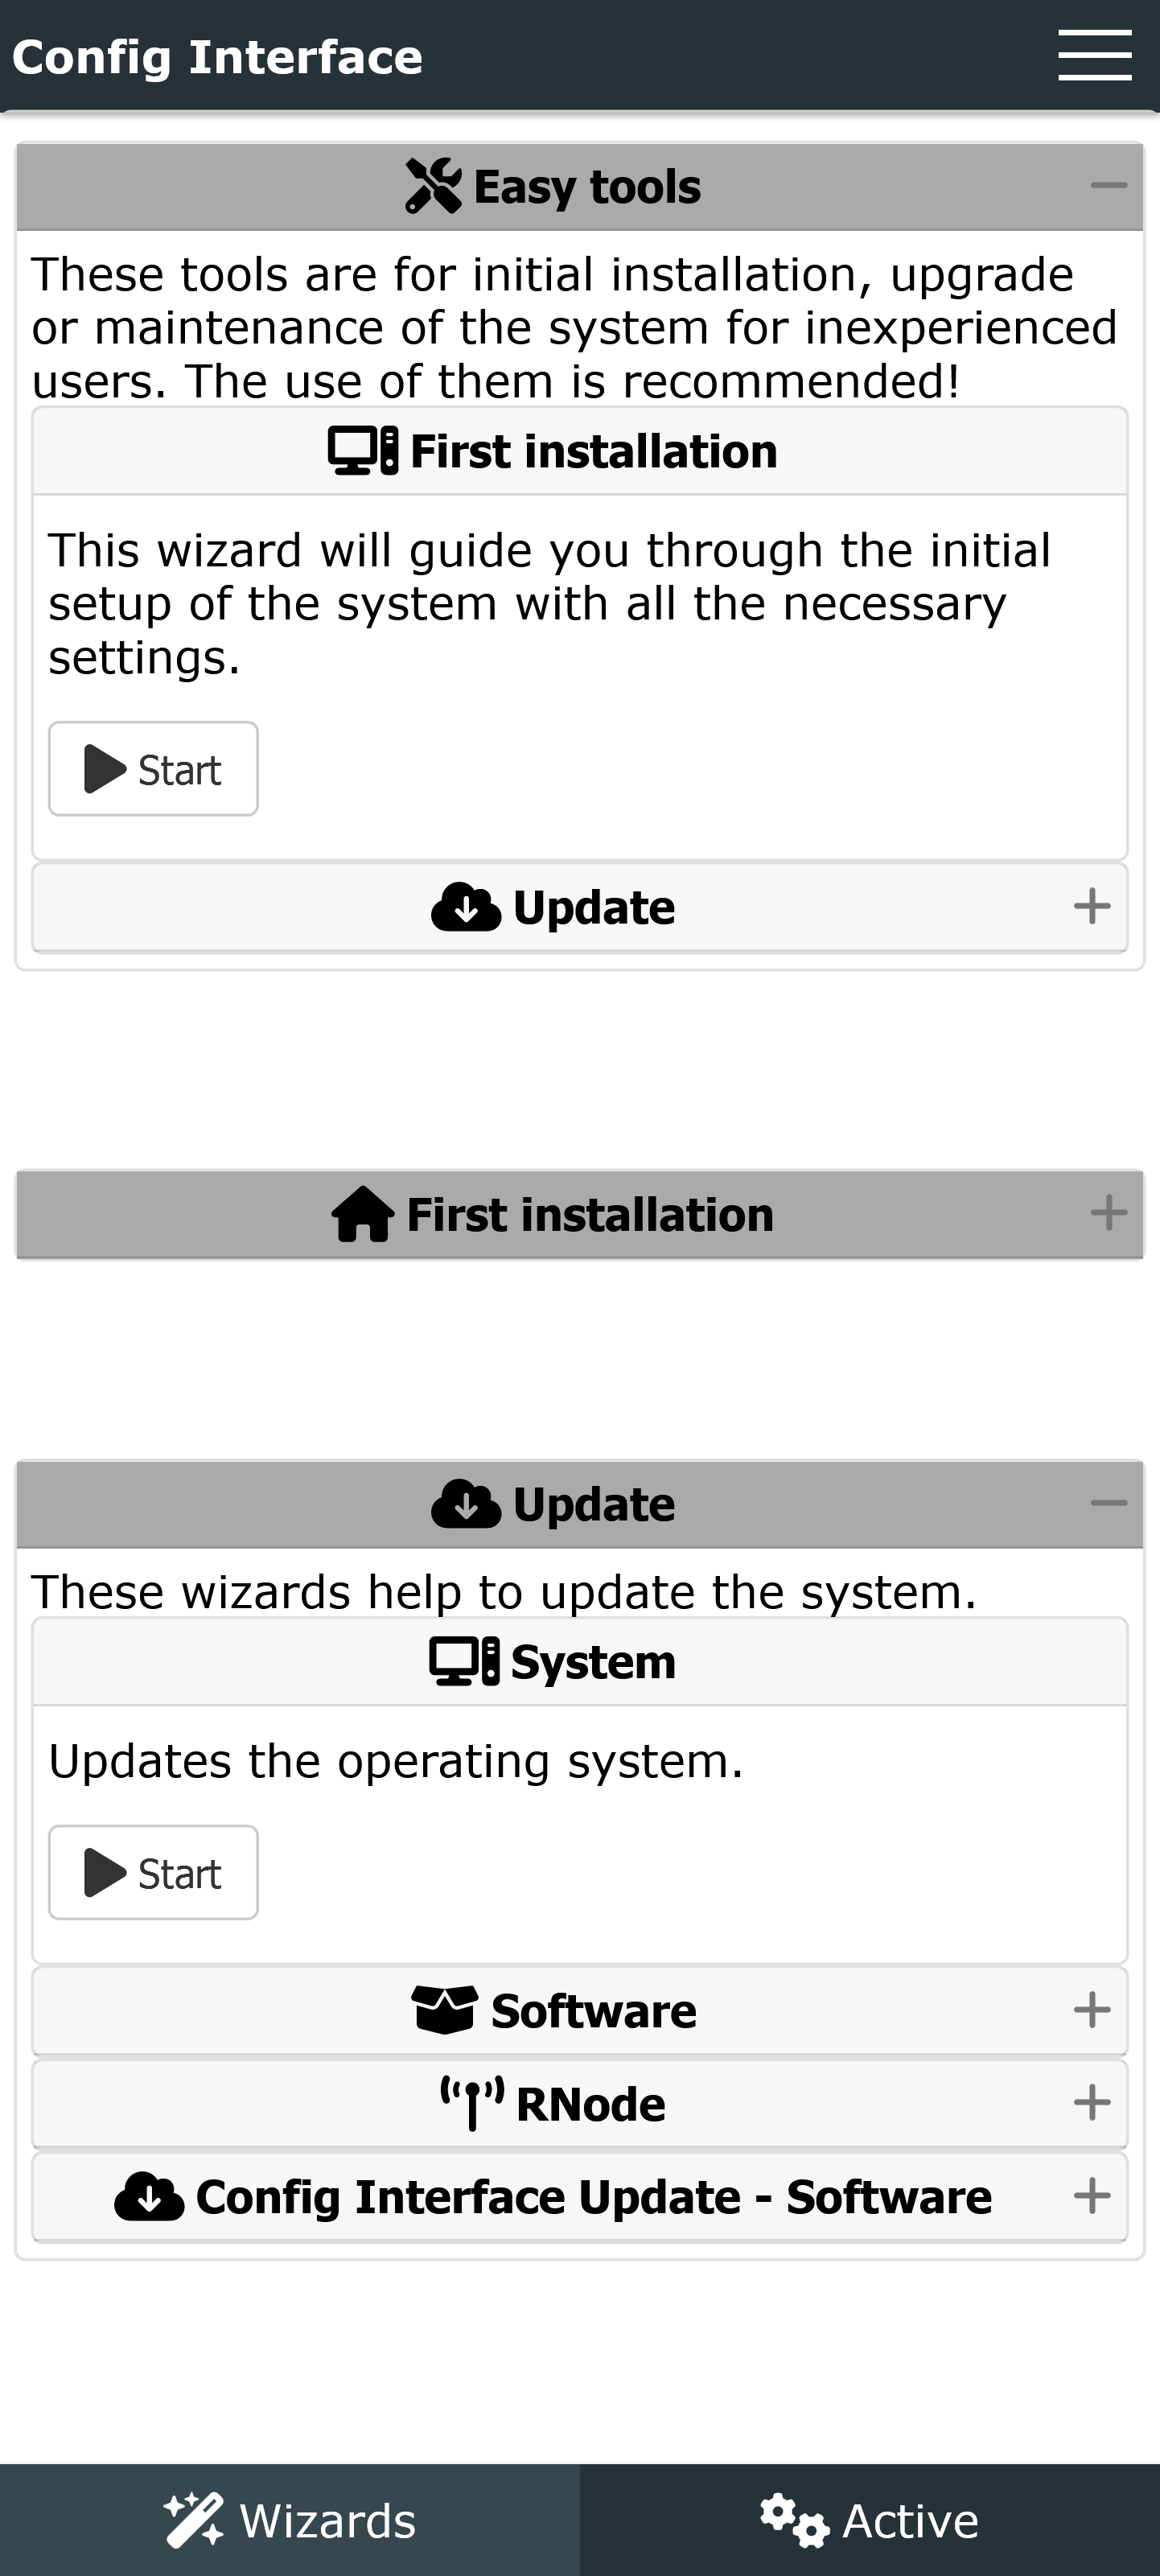 Config Interface
Easy tools
These tools are for initial installation, upgrade
or maintenance of the system for inexperienced
users. The use of them is recommended!
First installation
This wizard will guide you through the initial
setup of the system with all the necessary
settings.
Start
Update
First installation
Update
These wizards help to update the system.
System
Updates the operating system.
Start
Software
RNode
Config Interface Update - Software
Wizards
Active